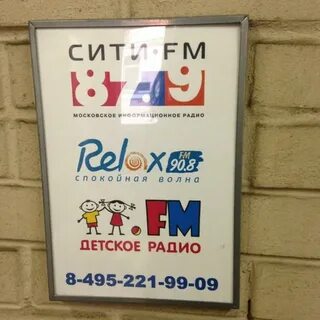 СИТИ·FM
87.9
МОСКОВСКОЕ ИНФОРМАЦИОННОЕ РАДИО
Relax FM 90.8
спокойная волна
.FM
ДЕТСКОЕ РАДИО
8-495-221-99-09